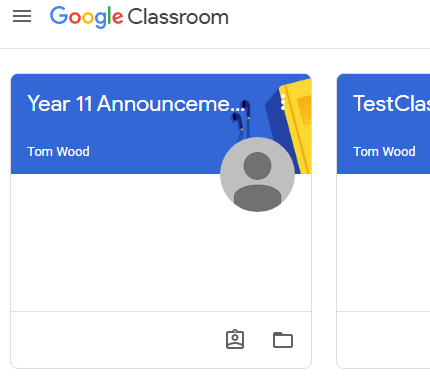 Google Classroom
Year 11 Announceme...
Tom Wood
TestClas
Tom Wood